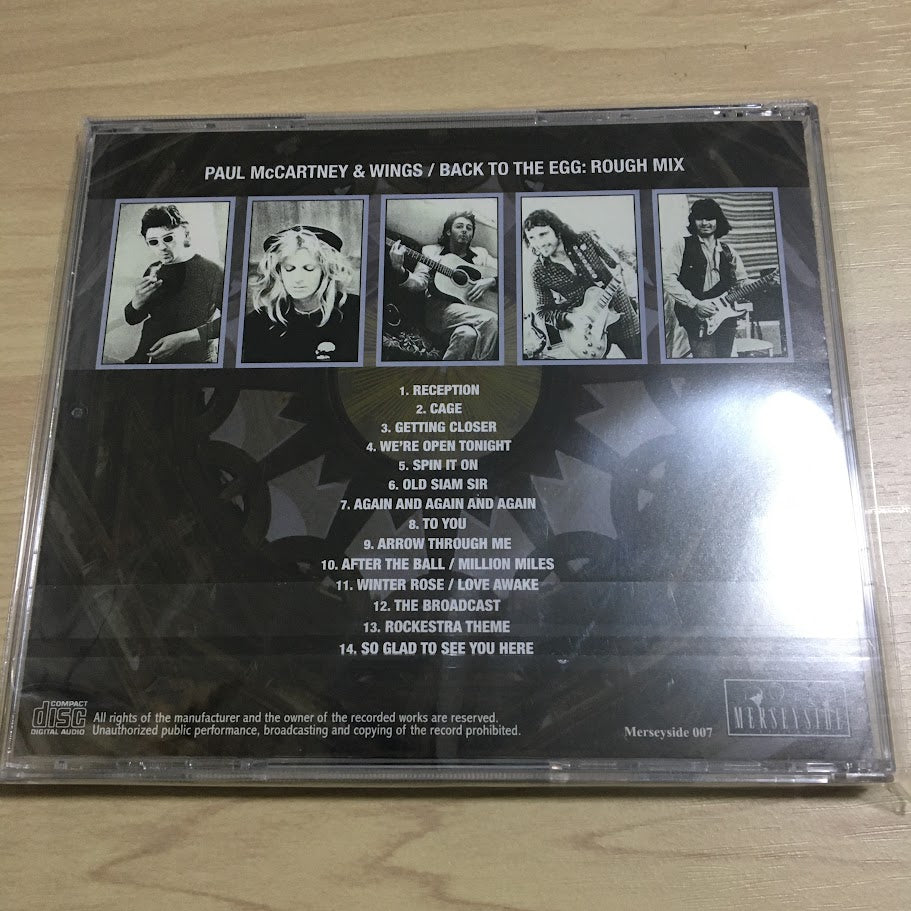 PAUL McCARTNEY & WINGS / BACK TO THE EGG: ROUGH MIX
1. RECEPTION
2. CAGE
3. GETTING CLOSER
4. WE'RE OPEN TONIGHT
5. SPIN IT ON
6. OLD SIAM SIR
7. AGAIN AND AGAIN AND AGAIN
8. TO YOU
9. ARROW THROUGH ME
10. AFTER THE BALL / MILLION MILES
11. WINTER ROSE / LOVE AWAKE
12. THE BROADCAST
13. ROCKESTRA THEME
14. SO GLAD TO SEE YOU HERE
COMPACT
disc
DIGITAL AUDIO
All rights of the manufacturer and the owner of the recorded works are reserved.
Unauthorized public performance, broadcasting and copying of the record prohibited.
Merseyside 007
MERSEYSIDE